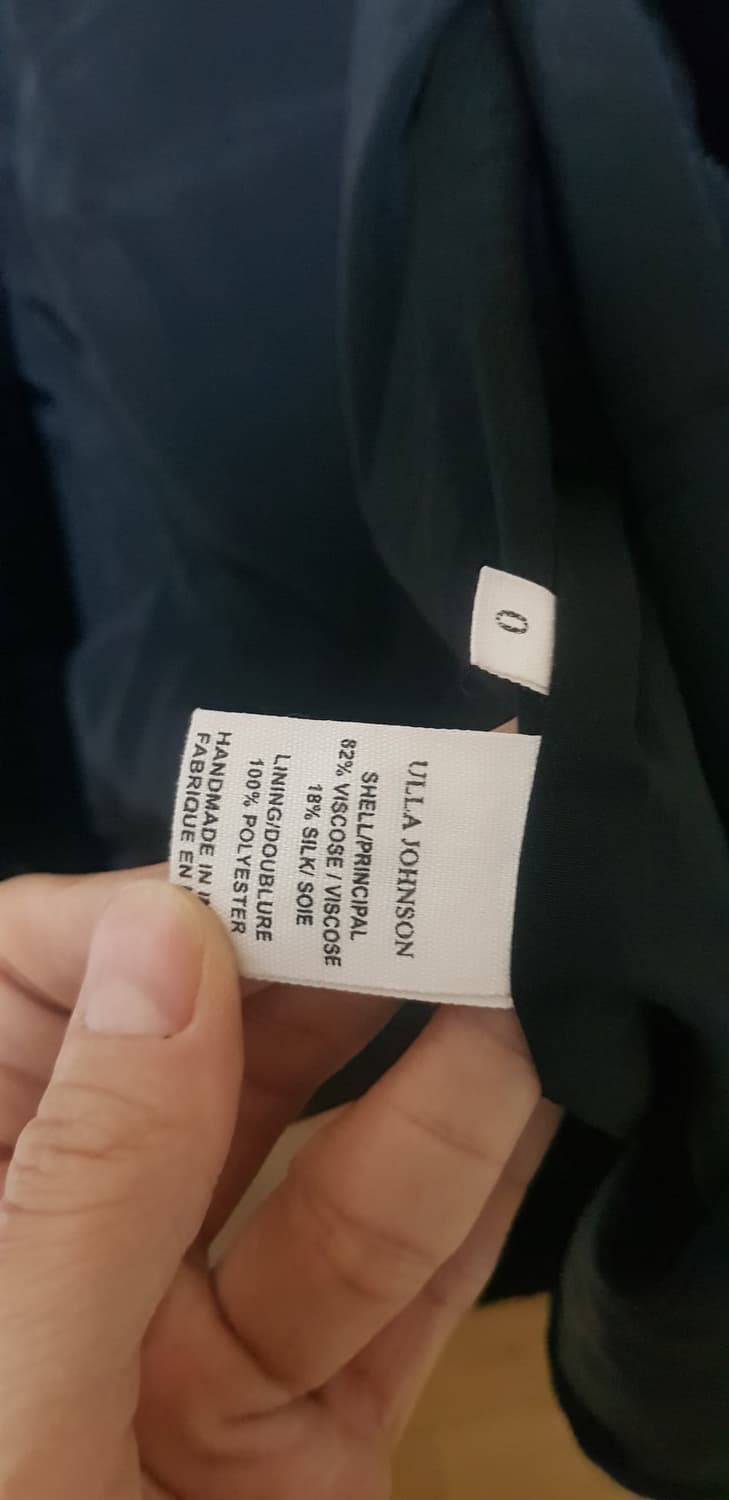 0
ULLA JOHNSON
SHELL/PRINCIPAL
82% VISCOSE / VISCOSE
18% SILK/ SOIE
LINING/DOUBLURE
100% POLYESTER
HANDMADE IN
FABRIQUE EN